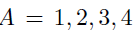 A = 1, 2, 3, 4